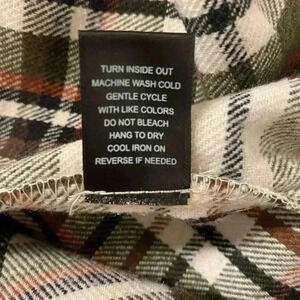 TURN INSIDE OUT
MACHINE WASH COLD
GENTLE CYCLE
WITH LIKE COLORS
DO NOT BLEACH
HANG TO DRY
COOL IRON ON
REVERSE IF NEEDED